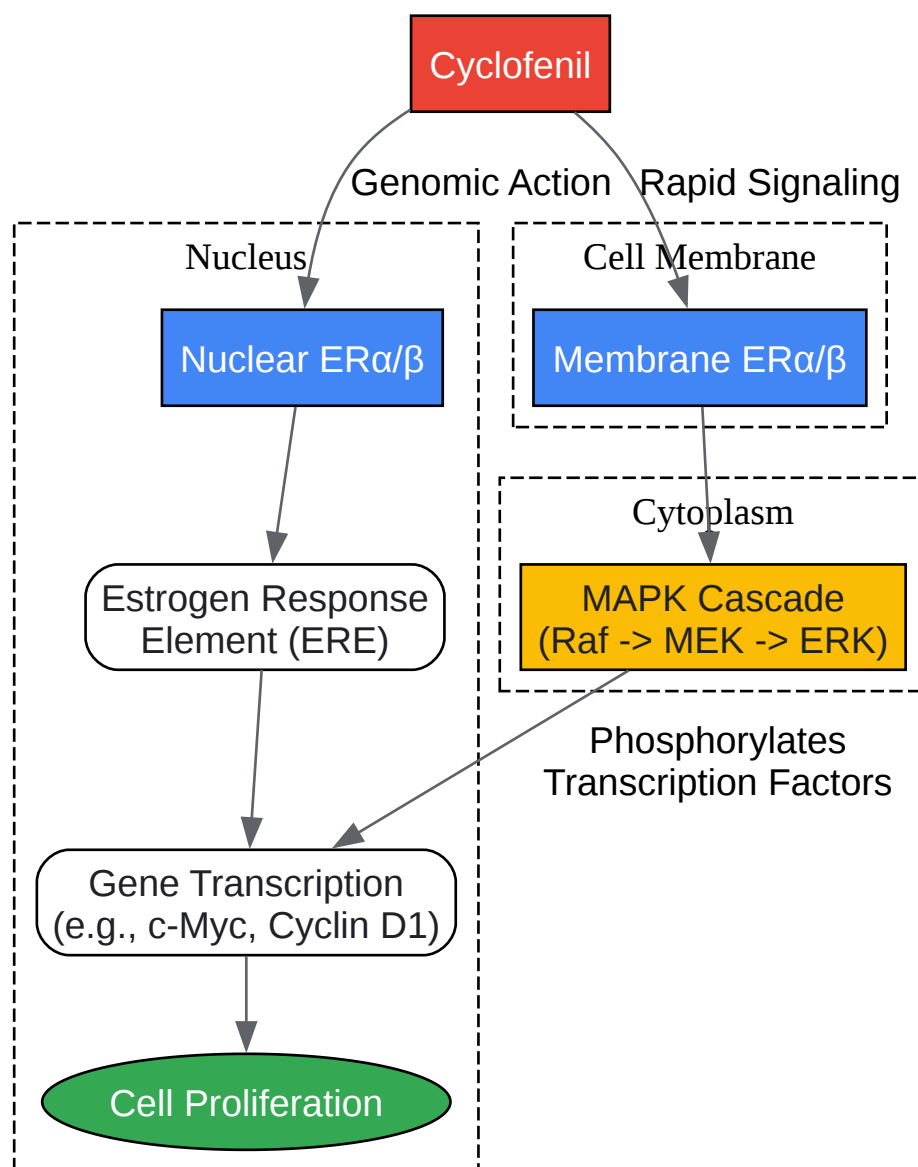 Cyclofenil
Genomic Action
Rapid Signaling
Nucleus
Cell Membrane
Nuclear ERα/β
Membrane ERα/β
Cytoplasm
Estrogen Response
Element (ERE)
MAPK Cascade
(Raf -> MEK -> ERK)
Phosphorylates
Transcription Factors
Gene Transcription
(e.g., c-Myc, Cyclin D1)
Cell Proliferation